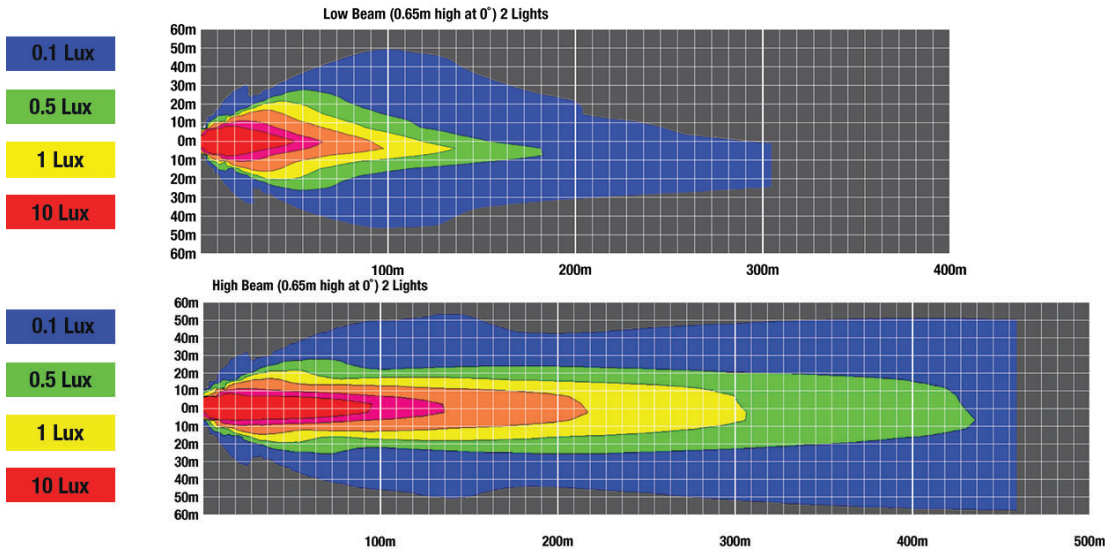 Low Beam (0.65m high at 0°) 2 Lights
0.1 Lux
0.5 Lux
1 Lux
10 Lux
60m
50m
40m
30m
20m
10m
0m
10m
20m
30m
40m
50m
60m
100m 200m 300m 400m
High Beam (0.65m high at 0°) 2 Lights
0.1 Lux
0.5 Lux
1 Lux
10 Lux
60m
50m
40m
30m
20m
10m
0m
10m
20m
30m
40m
50m
60m
100m 200m 300m 400m 500m